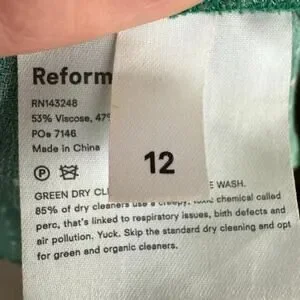 Reform
RN143248
53% Viscose, 47%
PO# 7146
Made in China
P
12
GREEN DRY CL E WASH.
85% of dry cleaners use a creepy, toxic chemical called
perc, that's linked to respiratory issues, birth defects and
air pollution. Yuck. Skip the standard dry cleaning and opt
for green and organic cleaners.